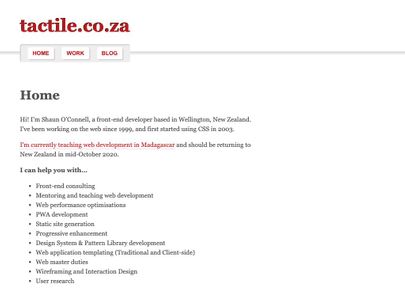 tactile.co.za
HOME WORK BLOG
Home
Hi! I'm Shaun O'Connell, a front-end developer based in Wellington, New Zealand.
I've been working on the web since 1999, and first started using CSS in 2003.
I'm currently teaching web development in Madagascar and should be returning to
New Zealand in mid-October 2020.
I can help you with...
• Front-end consulting
• Mentoring and teaching web development
• Web performance optimisations
• PWA development
• Static site generation
• Progressive enhancement
• Design System & Pattern Library development
• Web application templating (Traditional and Client-side)
• Web master duties
• Wireframing and Interaction Design
• User research